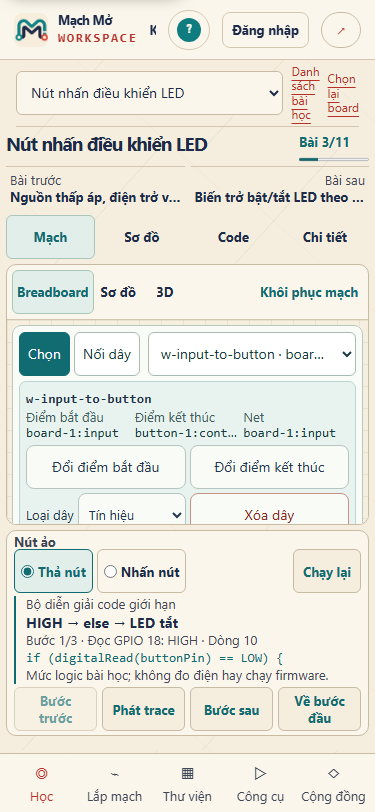 Mạch Mở
WORKSPACE
?
Đăng nhập
Nút nhấn điều khiển LED
Danh sách bài học
Chọn lại board
Nút nhấn điều khiển LED
Bài 3/11
Bài trước
Nguồn thấp áp, điện trở v...
Bài sau
Biến trở bật/tắt LED theo ...
Mạch
Sơ đồ
Code
Chi tiết
Breadboard
Sơ đồ
3D
Khôi phục mạch
Chọn
Nối dây
w-input-to-button · boar...
w-input-to-button
Điểm bắt đầu
board-1:input
Điểm kết thúc
button-1:cont...
Net
board-1:input
Đổi điểm bắt đầu
Đổi điểm kết thúc
Loại dây
Tín hiệu
Xóa dây
Nút ảo
Thả nút
Nhấn nút
Chạy lại
Bộ diễn giải code giới hạn
HIGH → else → LED tắt
Bước 1/3 · Đọc GPIO 18: HIGH · Dòng 10
if (digitalRead(buttonPin) == LOW) {
Mức logic bài học; không đo điện hay chạy firmware.
Bước trước
Phát trace
Bước sau
Về bước đầu
Học
Lắp mạch
Thư viện
Công cụ
Cộng đồng